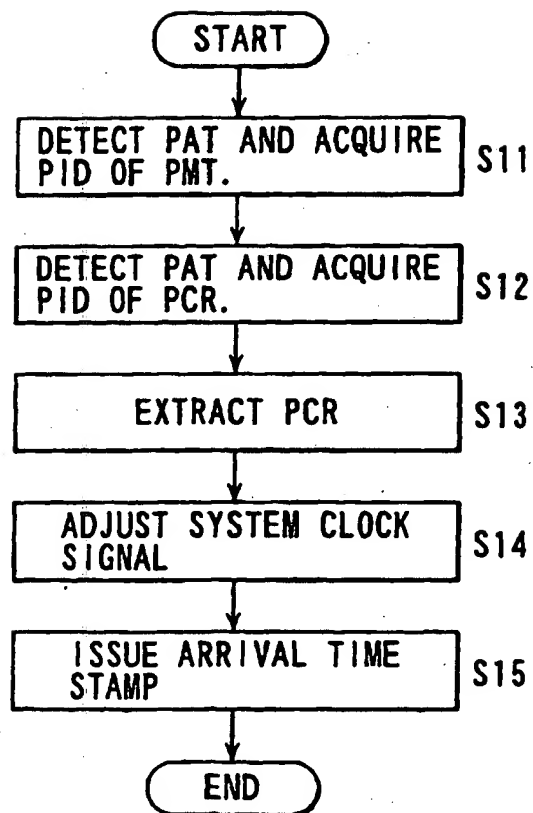 START
DETECT PAT AND ACQUIRE
PID OF PMT.
S11
DETECT PAT AND ACQUIRE
PID OF PCR.
S12
EXTRACT PCR
S13
ADJUST SYSTEM CLOCK
SIGNAL
S14
ISSUE ARRIVAL TIME
STAMP
S15
END